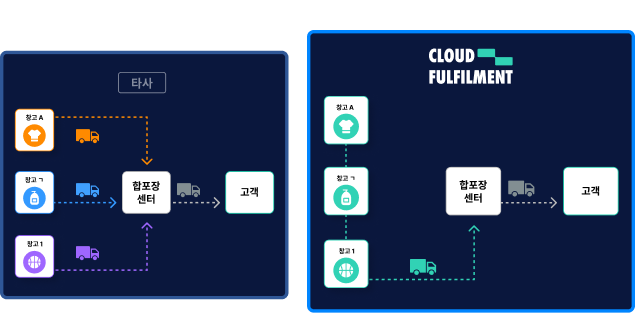 타사
창고 A
창고 ㄱ
창고 1
합포장
센터
고객
CLOUD
FULFILMENT
창고 A
창고 ㄱ
창고 1
합포장
센터
고객